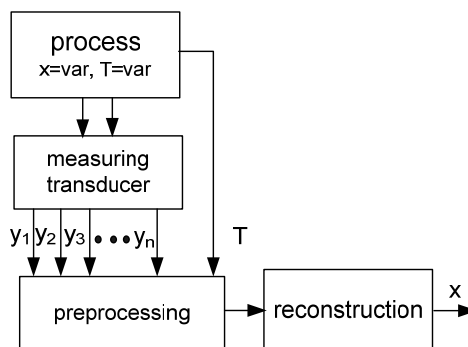 process
x=var, T=var
measuring
transducer
y₁ y₂ y₃ ••• yₙ
T
preprocessing
reconstruction
x